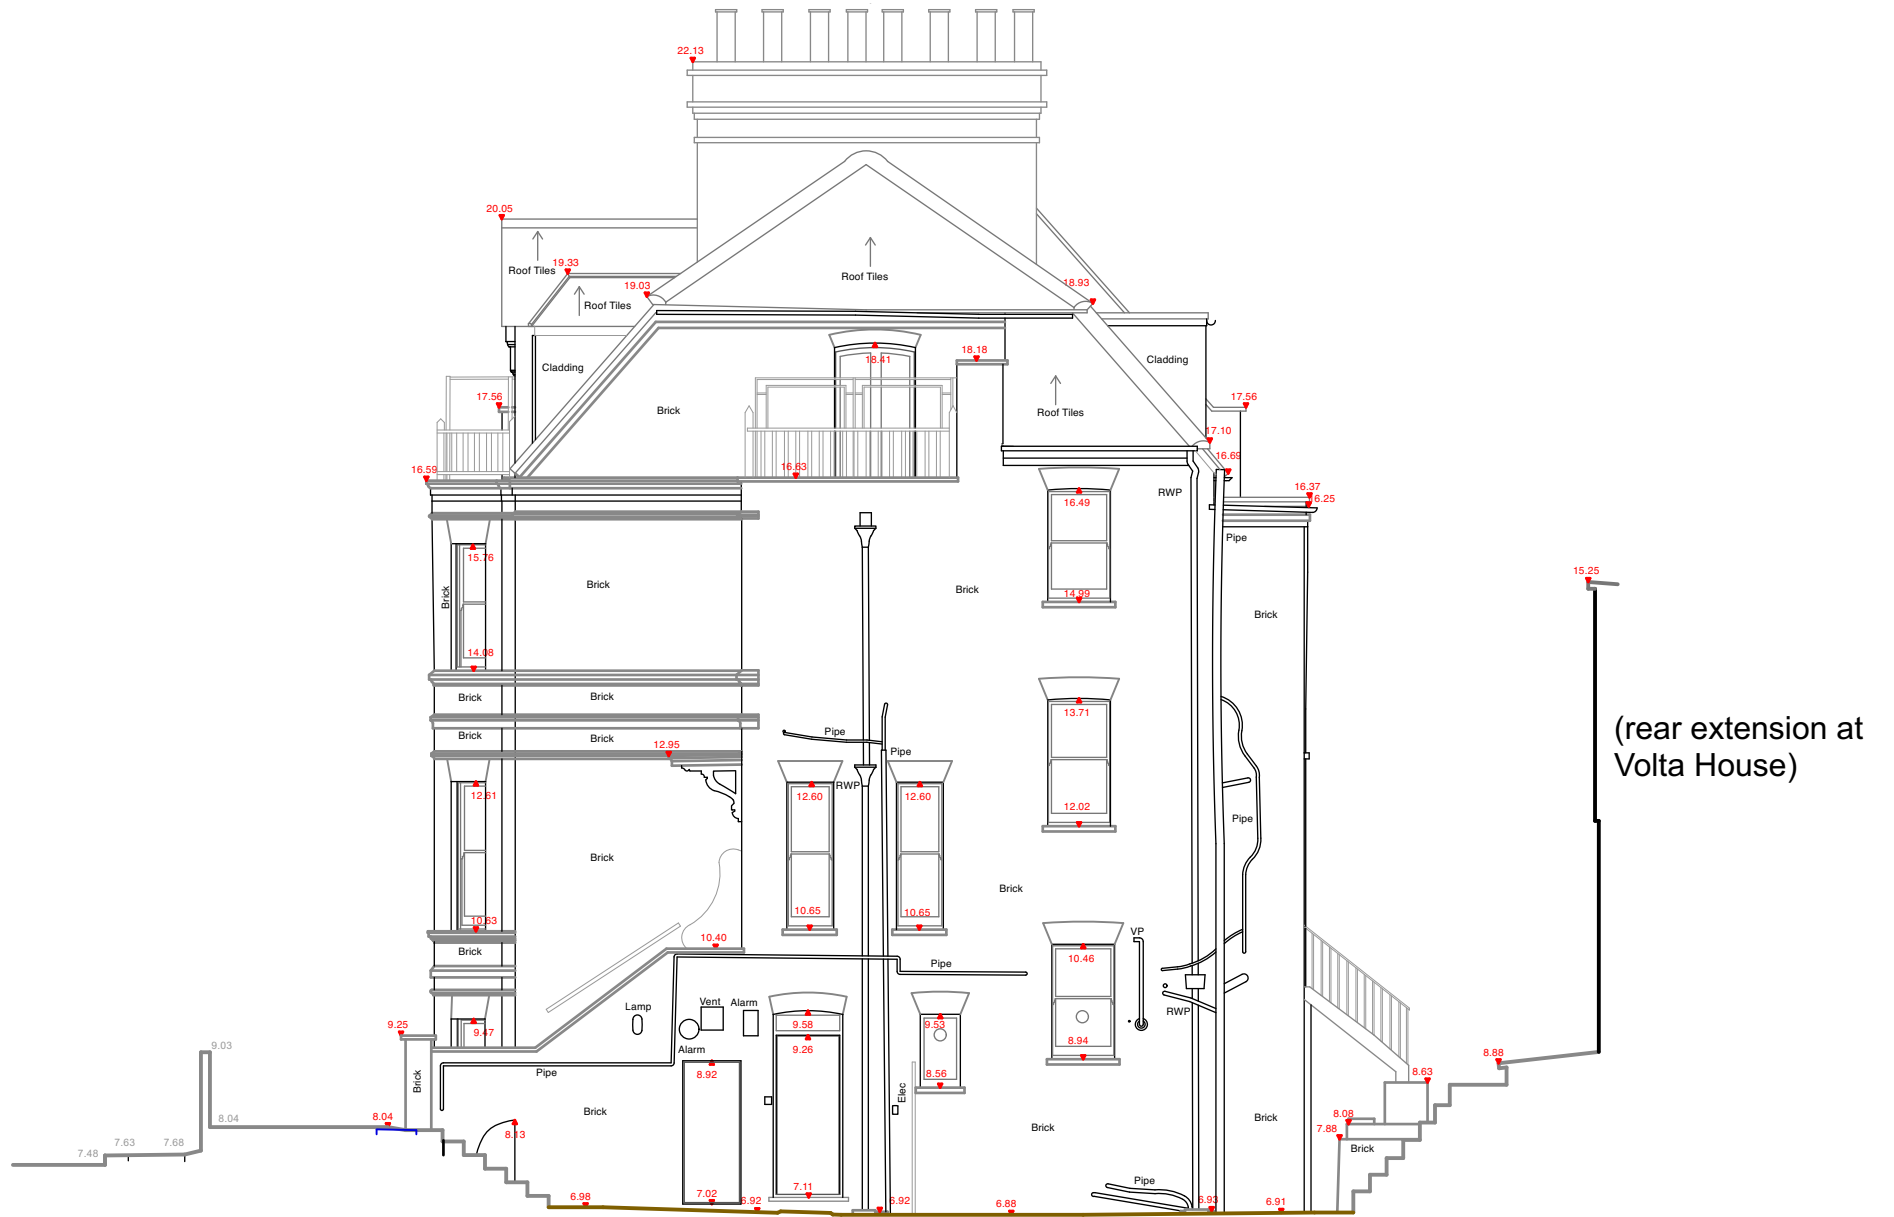 22.13
20.05
Roof Tiles
19.33
Roof Tiles
19.03
Roof Tiles
18.93
Cladding
18.41
18.18
Cladding
17.56
Brick
Roof Tiles
17.56
17.10
16.59
16.63
16.69
16.49
RWP
16.37
16.25
Pipe
15.76
Brick
Brick
Brick
14.99
Brick
15.25
14.08
Brick
Brick
13.71
(rear extension at
Volta House)
Brick
Brick
Pipe
12.95
Pipe
12.61
12.60
RWP
12.60
12.02
Pipe
Brick
Brick
10.63
10.65
10.65
Brick
10.40
VP
10.46
Pipe
Lamp
Vent
Alarm
RWP
9.25
9.47
9.58
9.53
9.03
Alarm
9.26
8.94
8.88
Pipe
8.92
8.56
8.63
Brick
Elec
8.04
8.04
Brick
8.13
Brick
Brick
8.08
7.88
7.63
7.68
7.48
Brick
Pipe
6.98
7.02
6.92
7.11
6.92
6.88
6.93
6.91